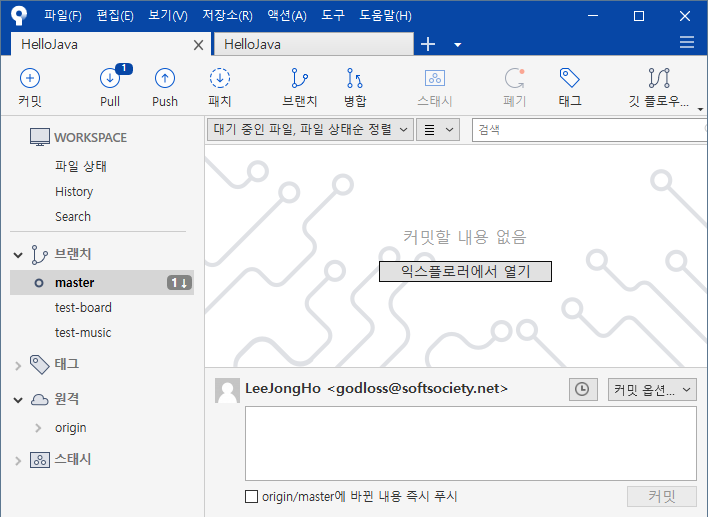 파일(F) 편집(E) 보기(V) 저장소(R) 액션(A) 도구 도움말(H)
HelloJava HelloJava
1
커밋 Pull Push 패치 브랜치 병합 스태시 폐기 태그 깃 플로우...
WORKSPACE
파일 상태
History
Search
브랜치
master 1
test-board
test-music
태그
원격
origin
스태시
대기 중인 파일, 파일 상태순 정렬 검색
커밋할 내용 없음
익스플로러에서 열기
LeeJongHo <godloss@softsociety.net> 커밋 옵션...
origin/master에 바뀐 내용 즉시 푸시 커밋